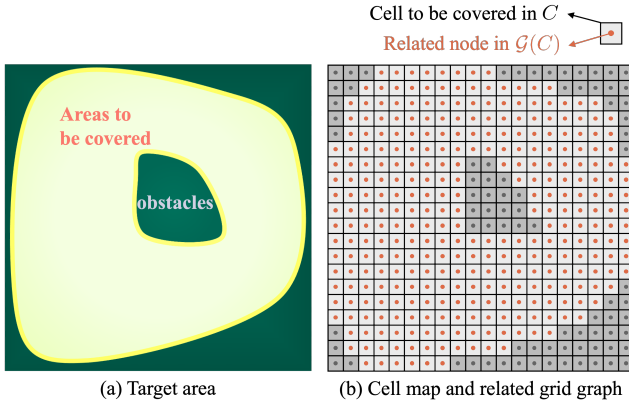 Cell to be covered in C
Related node in G(C)
Areas to
be covered
obstacles
(a) Target area
(b) Cell map and related grid graph